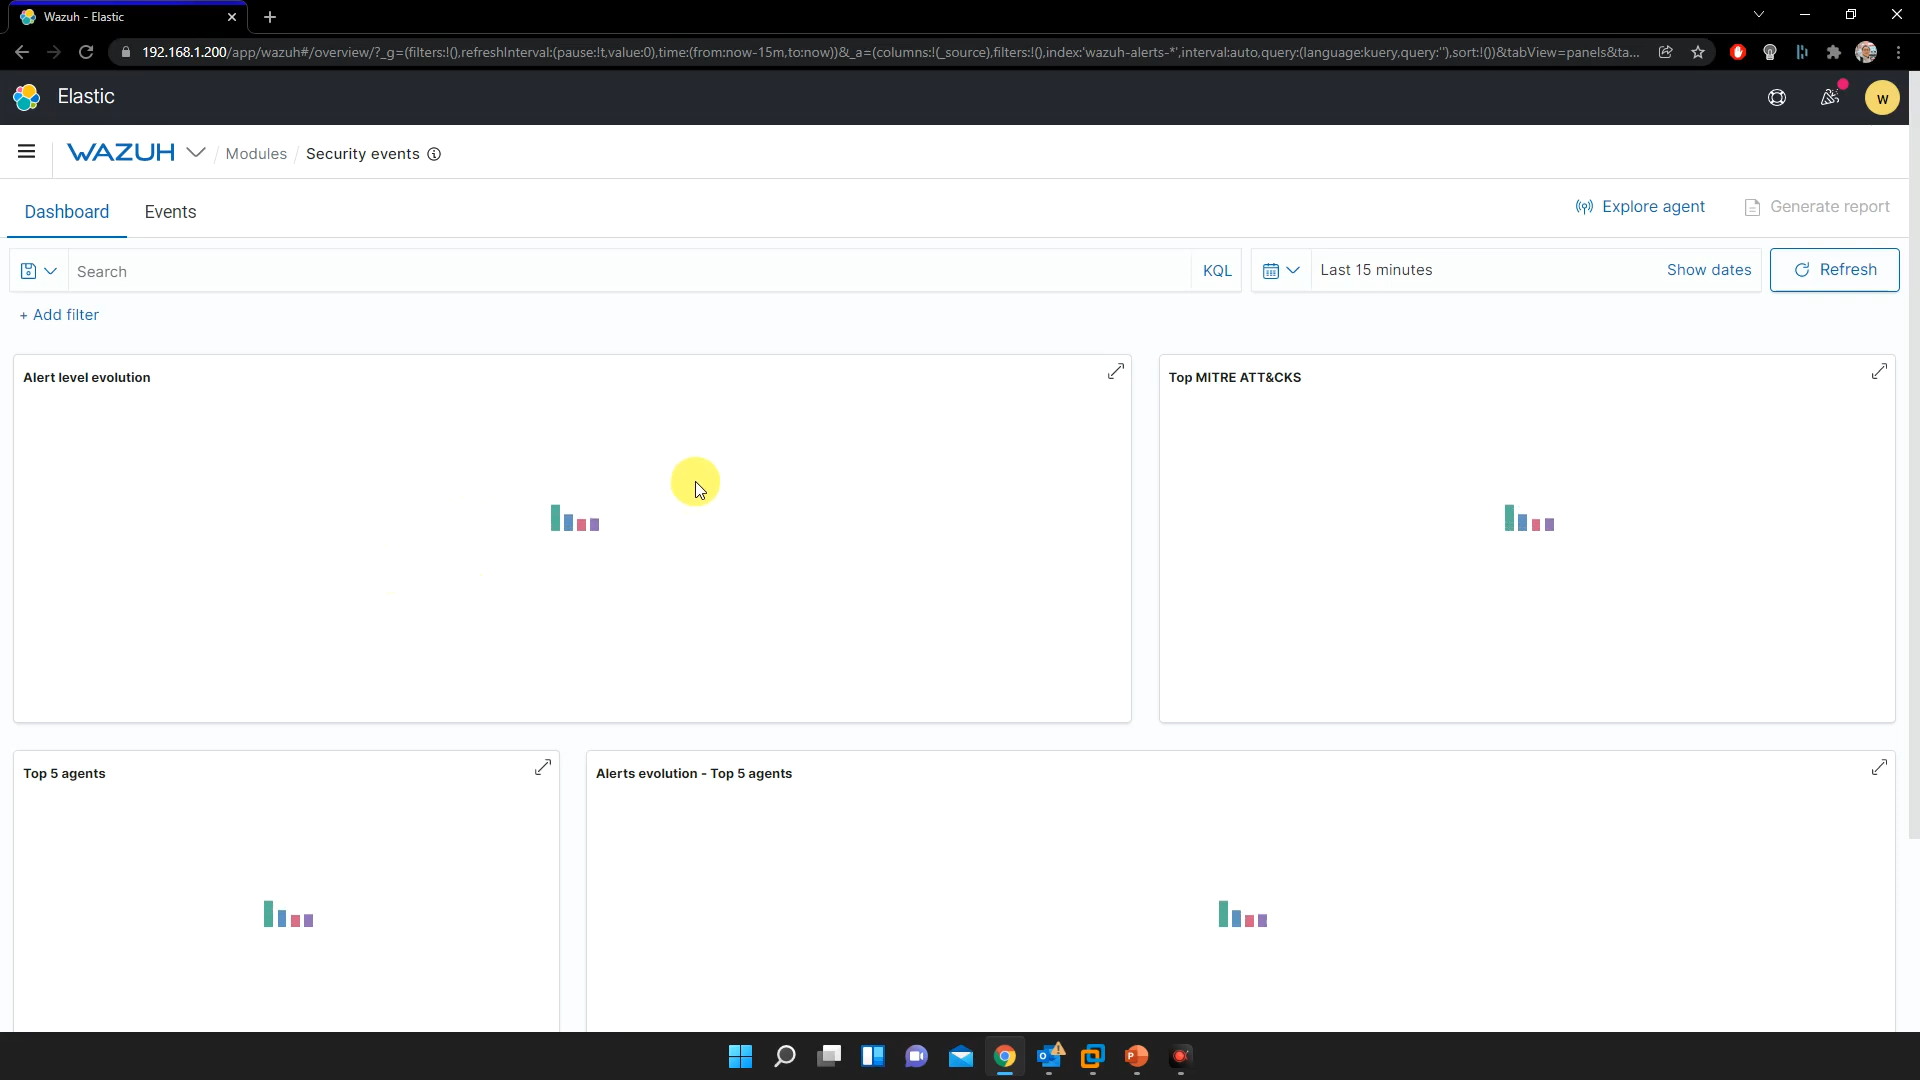 Wazuh - Elastic
192.168.1.200/app/wazuh#/overview/?_g=(filters:!(),refreshInterval:(pause:!t,value:0),time:(from:now-15m,to:now))&_a=(columns:!(_source),filters:!(),index:'wazuh-alerts-*',interval:auto,query:(language:kuery,query:''),sort:!())&tabView=panels&ta...
Elastic
w
WAZUH / Modules / Security events
Dashboard Events Explore agent Generate report
Search KQL Last 15 minutes Show dates Refresh
+ Add filter
Alert level evolution Top MITRE ATT&CKS
Top 5 agents Alerts evolution - Top 5 agents